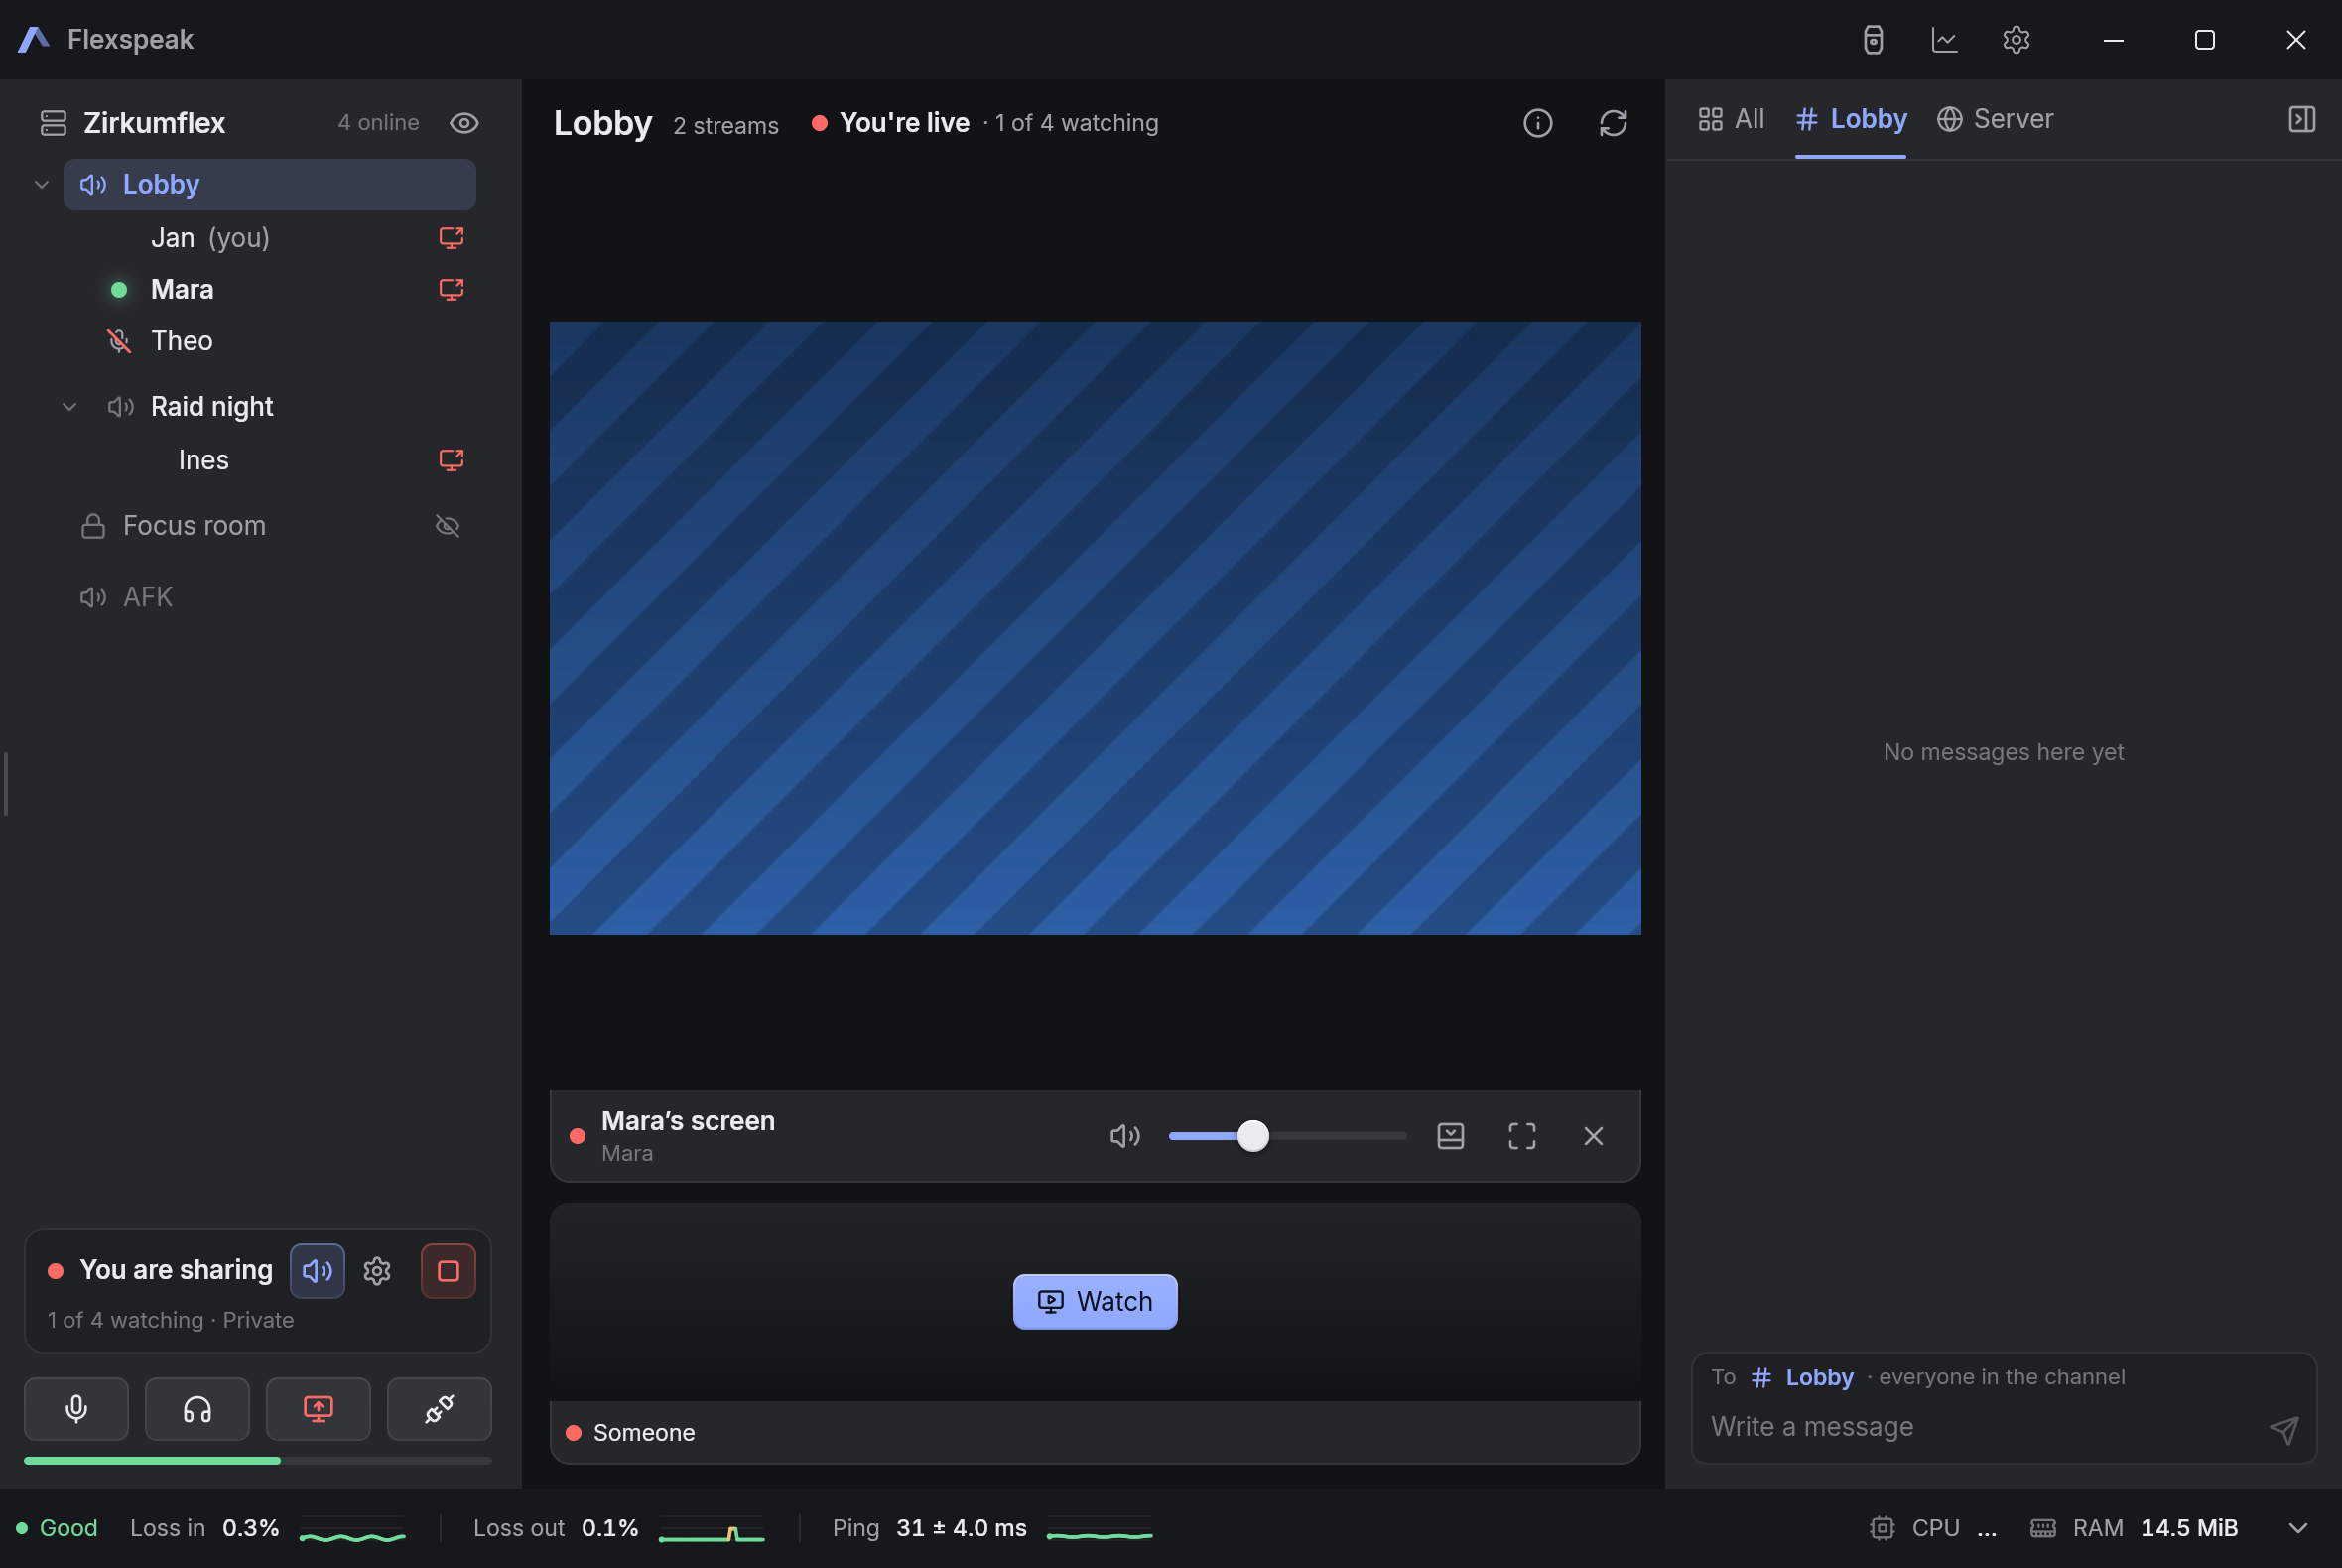 Flexspeak
Zirkumflex 4 online
Lobby
Jan (you)
Mara
Theo
Raid night
Ines
Focus room
AFK
You are sharing
1 of 4 watching · Private
Lobby 2 streams You're live · 1 of 4 watching
Mara’s screen
Mara
Watch
Someone
All Lobby Server
No messages here yet
To Lobby · everyone in the channel
Write a message
Good Loss in 0.3% Loss out 0.1% Ping 31 ± 4.0 ms CPU ... RAM 14.5 MiB